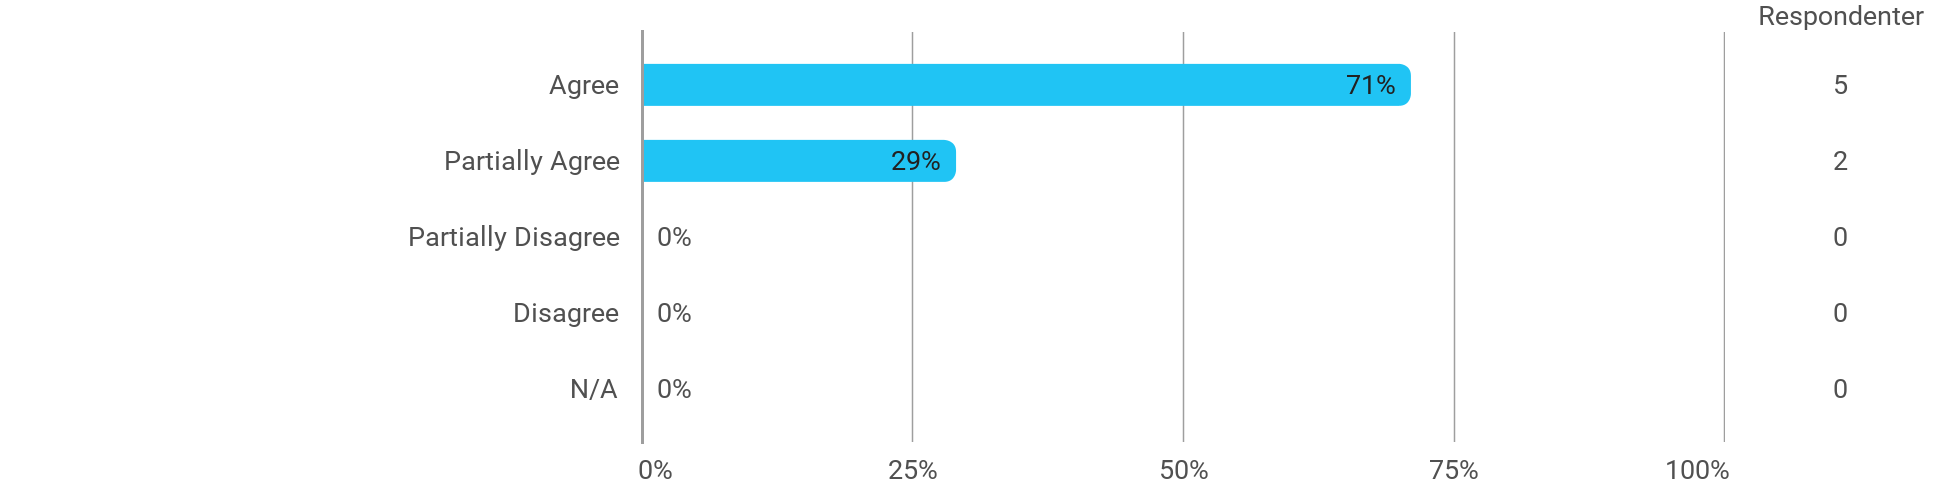 Respondenter
Agree 71% 5
Partially Agree 29% 2
Partially Disagree 0% 0
Disagree 0% 0
N/A 0% 0
0% 25% 50% 75% 100%